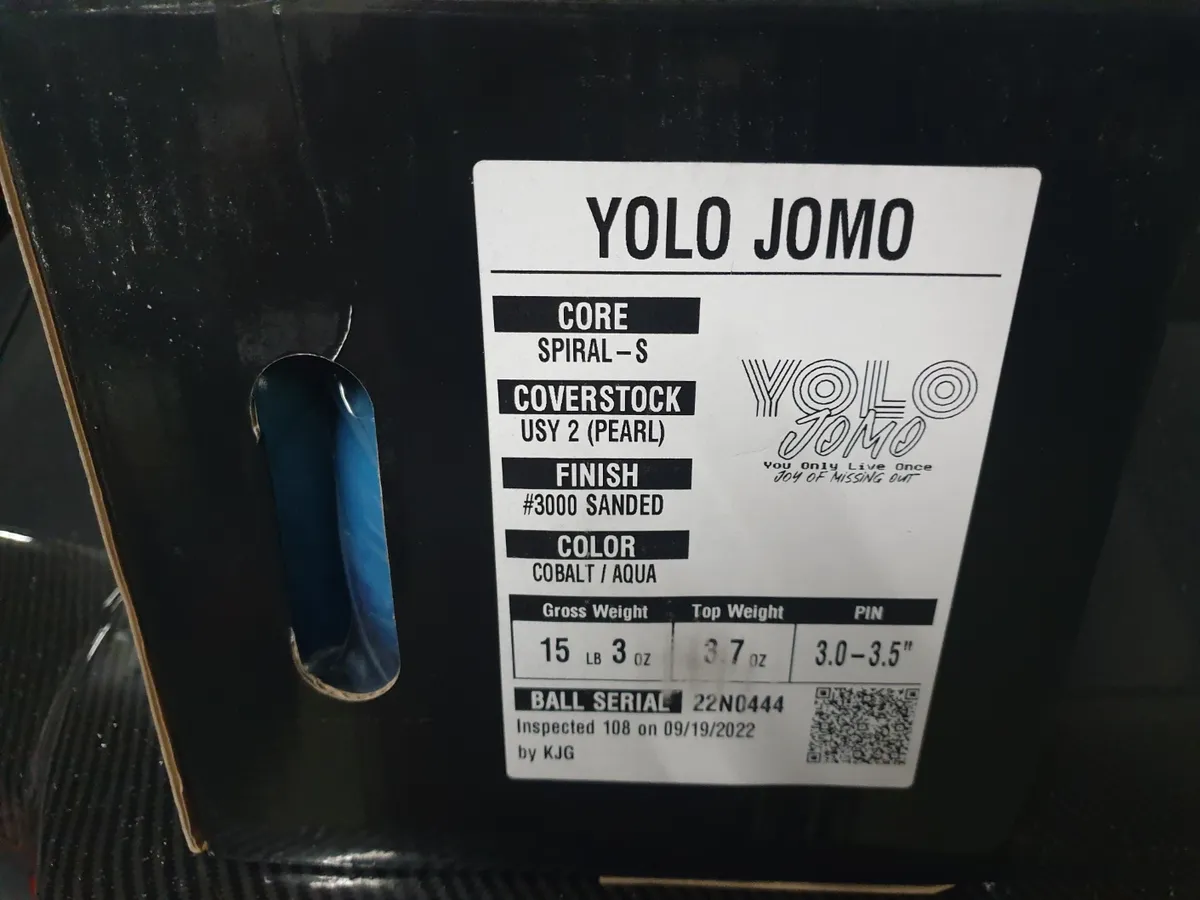 YOLO JOMO
CORE
SPIRAL-S
COVERSTOCK
USY 2 (PEARL)
FINISH
#3000 SANDED
COLOR
COBALT / AQUA
YOLO
JOMO
You Only Live Once
JOY OF MISSING OUT
Gross Weight Top Weight PIN
15 LB 3 OZ 3.7 OZ 3.0-3.5"
BALL SERIAL 22N0444
Inspected 108 on 09/19/2022
by KJG